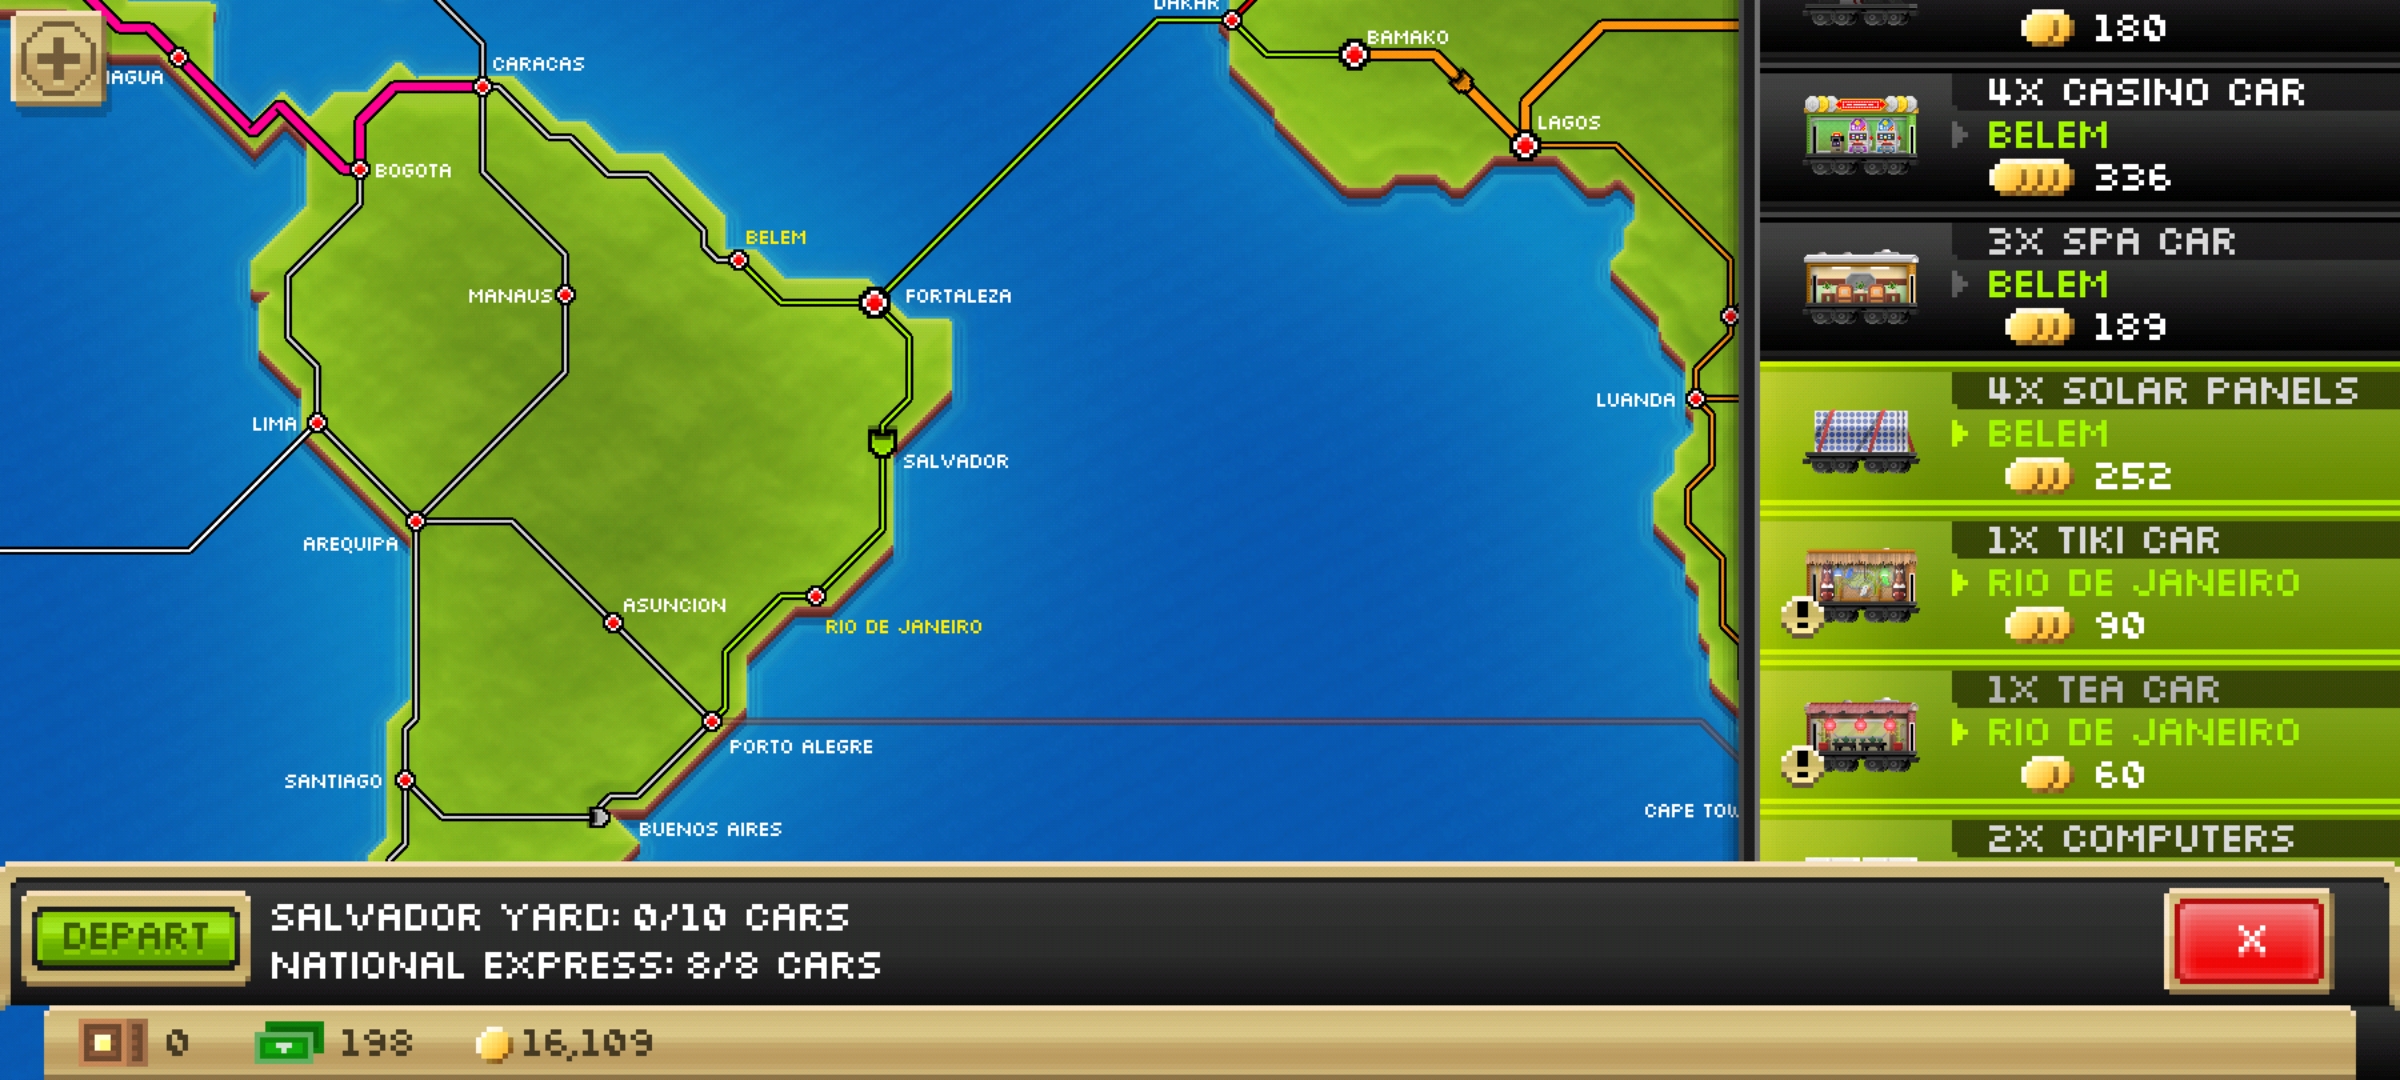 DAKAR
BAMAKO
CARACAS
IAGUA
LAGOS
BOGOTA
BELEM
MANAUS
FORTALEZA
LIMA
LUANDA
SALVADOR
AREQUIPA
ASUNCION
RIO DE JANEIRO
PORTO ALEGRE
SANTIAGO
CAPE TOW
BUENOS AIRES
180
4X CASINO CAR
BELEM
336
3X SPA CAR
BELEM
189
4X SOLAR PANELS
BELEM
252
1X TIKI CAR
RIO DE JANEIRO
90
1X TEA CAR
RIO DE JANEIRO
60
2X COMPUTERS
DEPART
SALVADOR YARD: 0/10 CARS
NATIONAL EXPRESS: 8/8 CARS
X
0
198
16,109